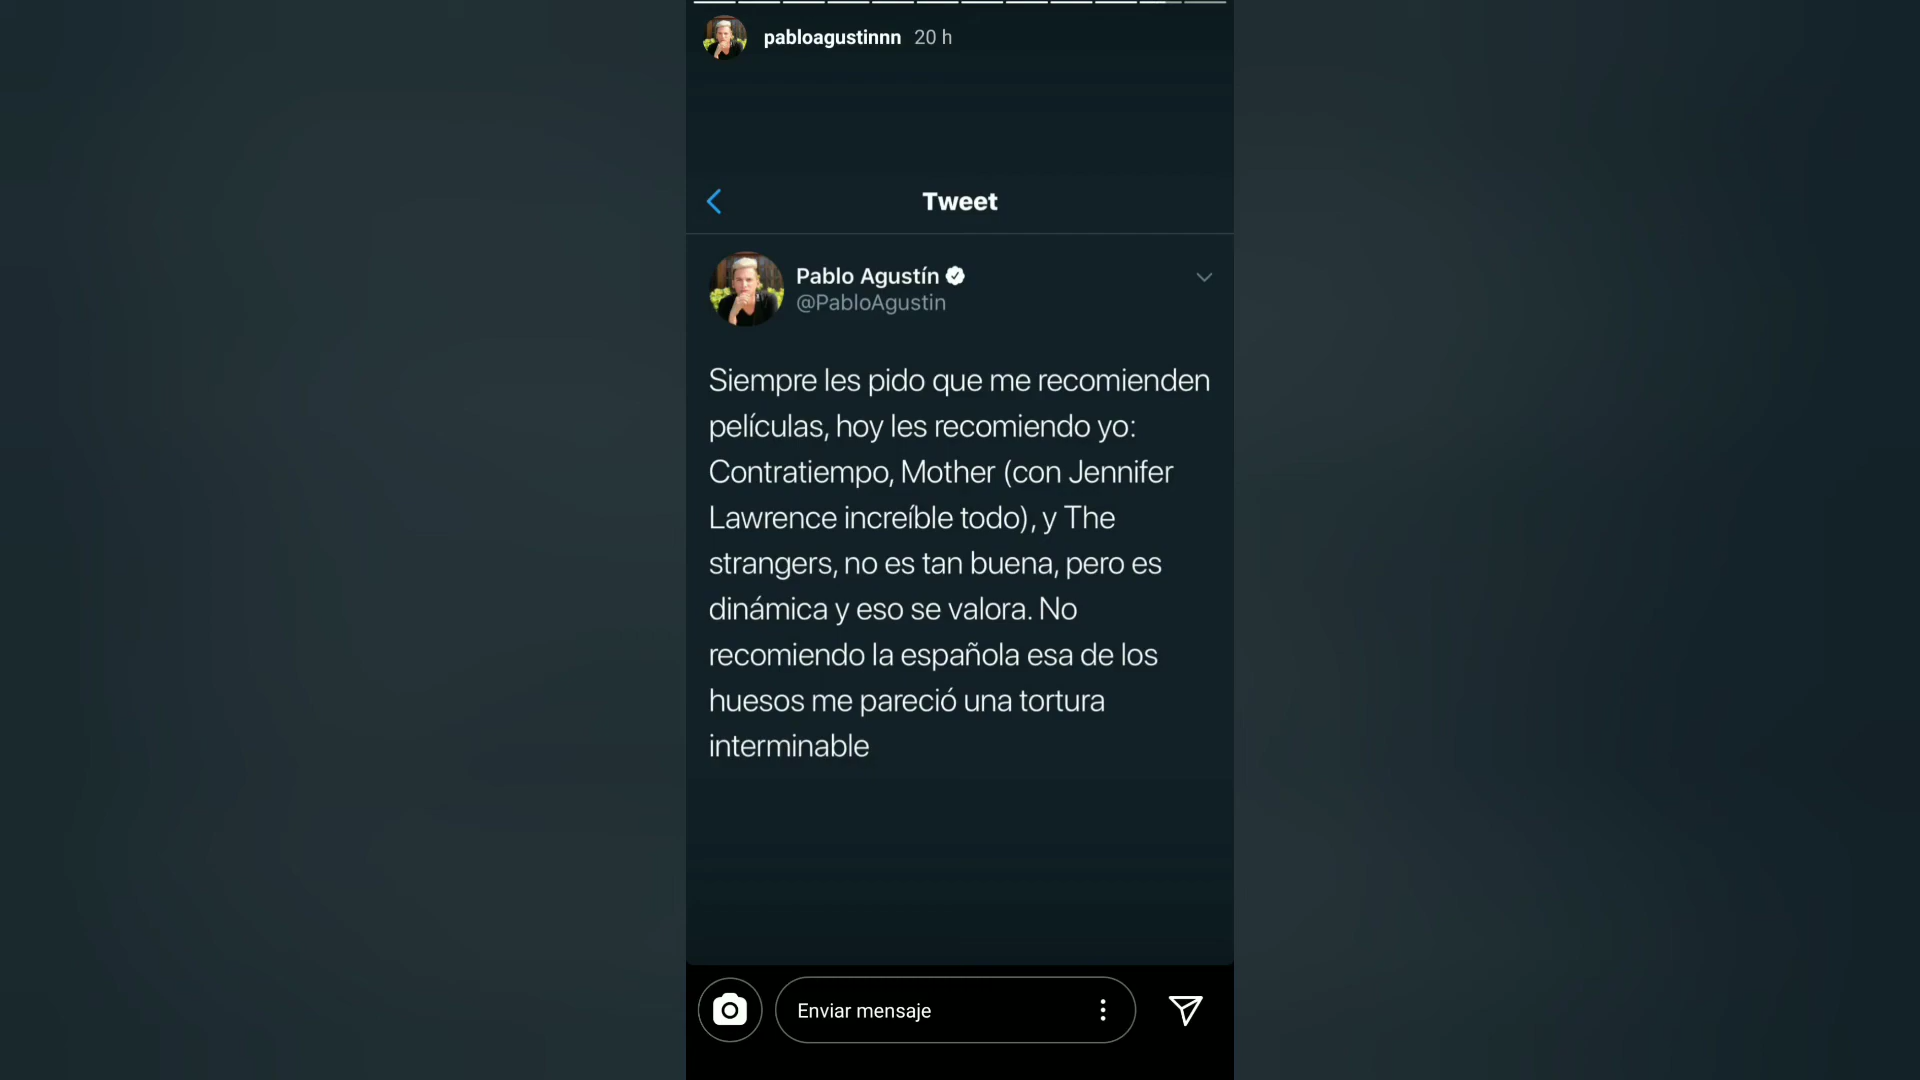 pabloagustinnn 20 h
Tweet
Pablo Agustín
@PabloAgustin
Siempre les pido que me recomienden
películas, hoy les recomiendo yo:
Contratiempo, Mother (con Jennifer
Lawrence increíble todo), y The
strangers, no es tan buena, pero es
dinámica y eso se valora. No
recomiendo la española esa de los
huesos me pareció una tortura
interminable
Enviar mensaje